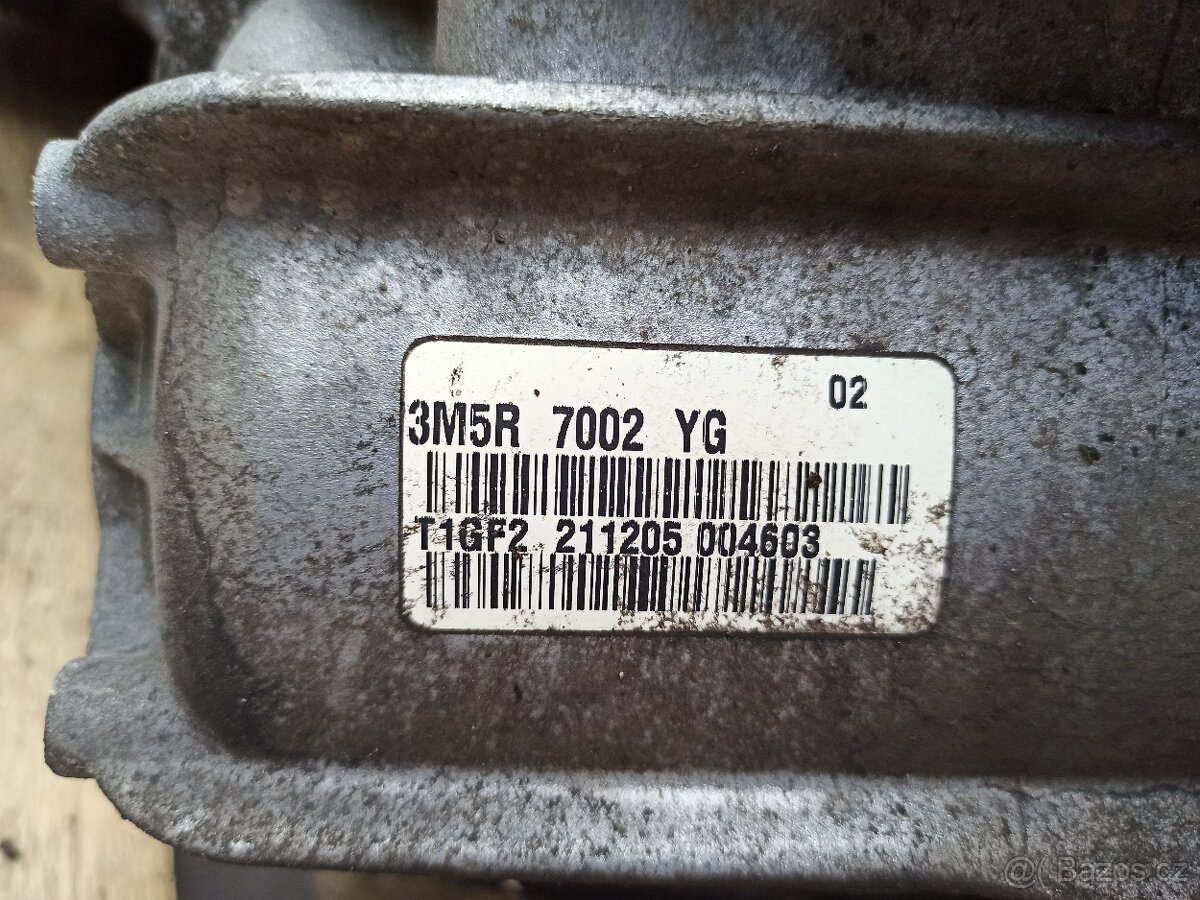 02
3M5R 7002 YG
T1GF2 211205 004603
@( Bazos.cz